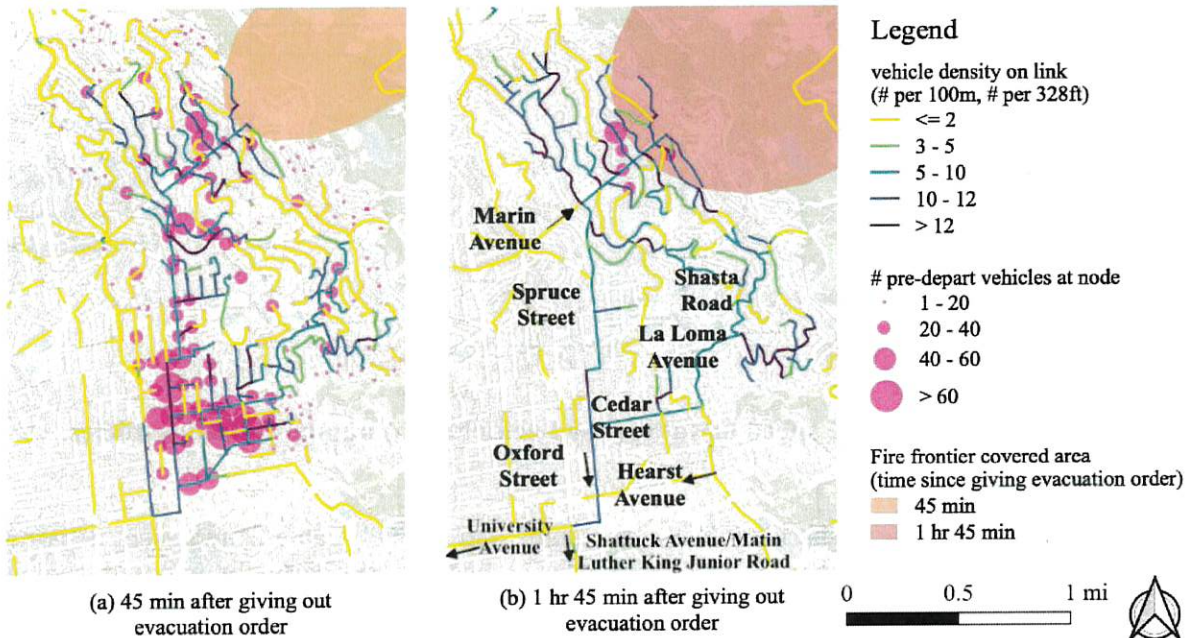 Marin
Avenue
Spruce
Street
Shasta
Road
La Loma
Avenue
Cedar
Street
Oxford
Street
Hearst
Avenue
University
Avenue
Shattuck Avenue/Matin
Luther King Junior Road
(a) 45 min after giving out
evacuation order
(b) 1 hr 45 min after giving out
evacuation order
Legend
vehicle density on link
(# per 100m, # per 328ft)
<= 2
3 - 5
5 - 10
10 - 12
> 12
# pre-depart vehicles at node
1 - 20
20 - 40
40 - 60
> 60
Fire frontier covered area
(time since giving evacuation order)
45 min
1 hr 45 min
0 0.5 1 mi